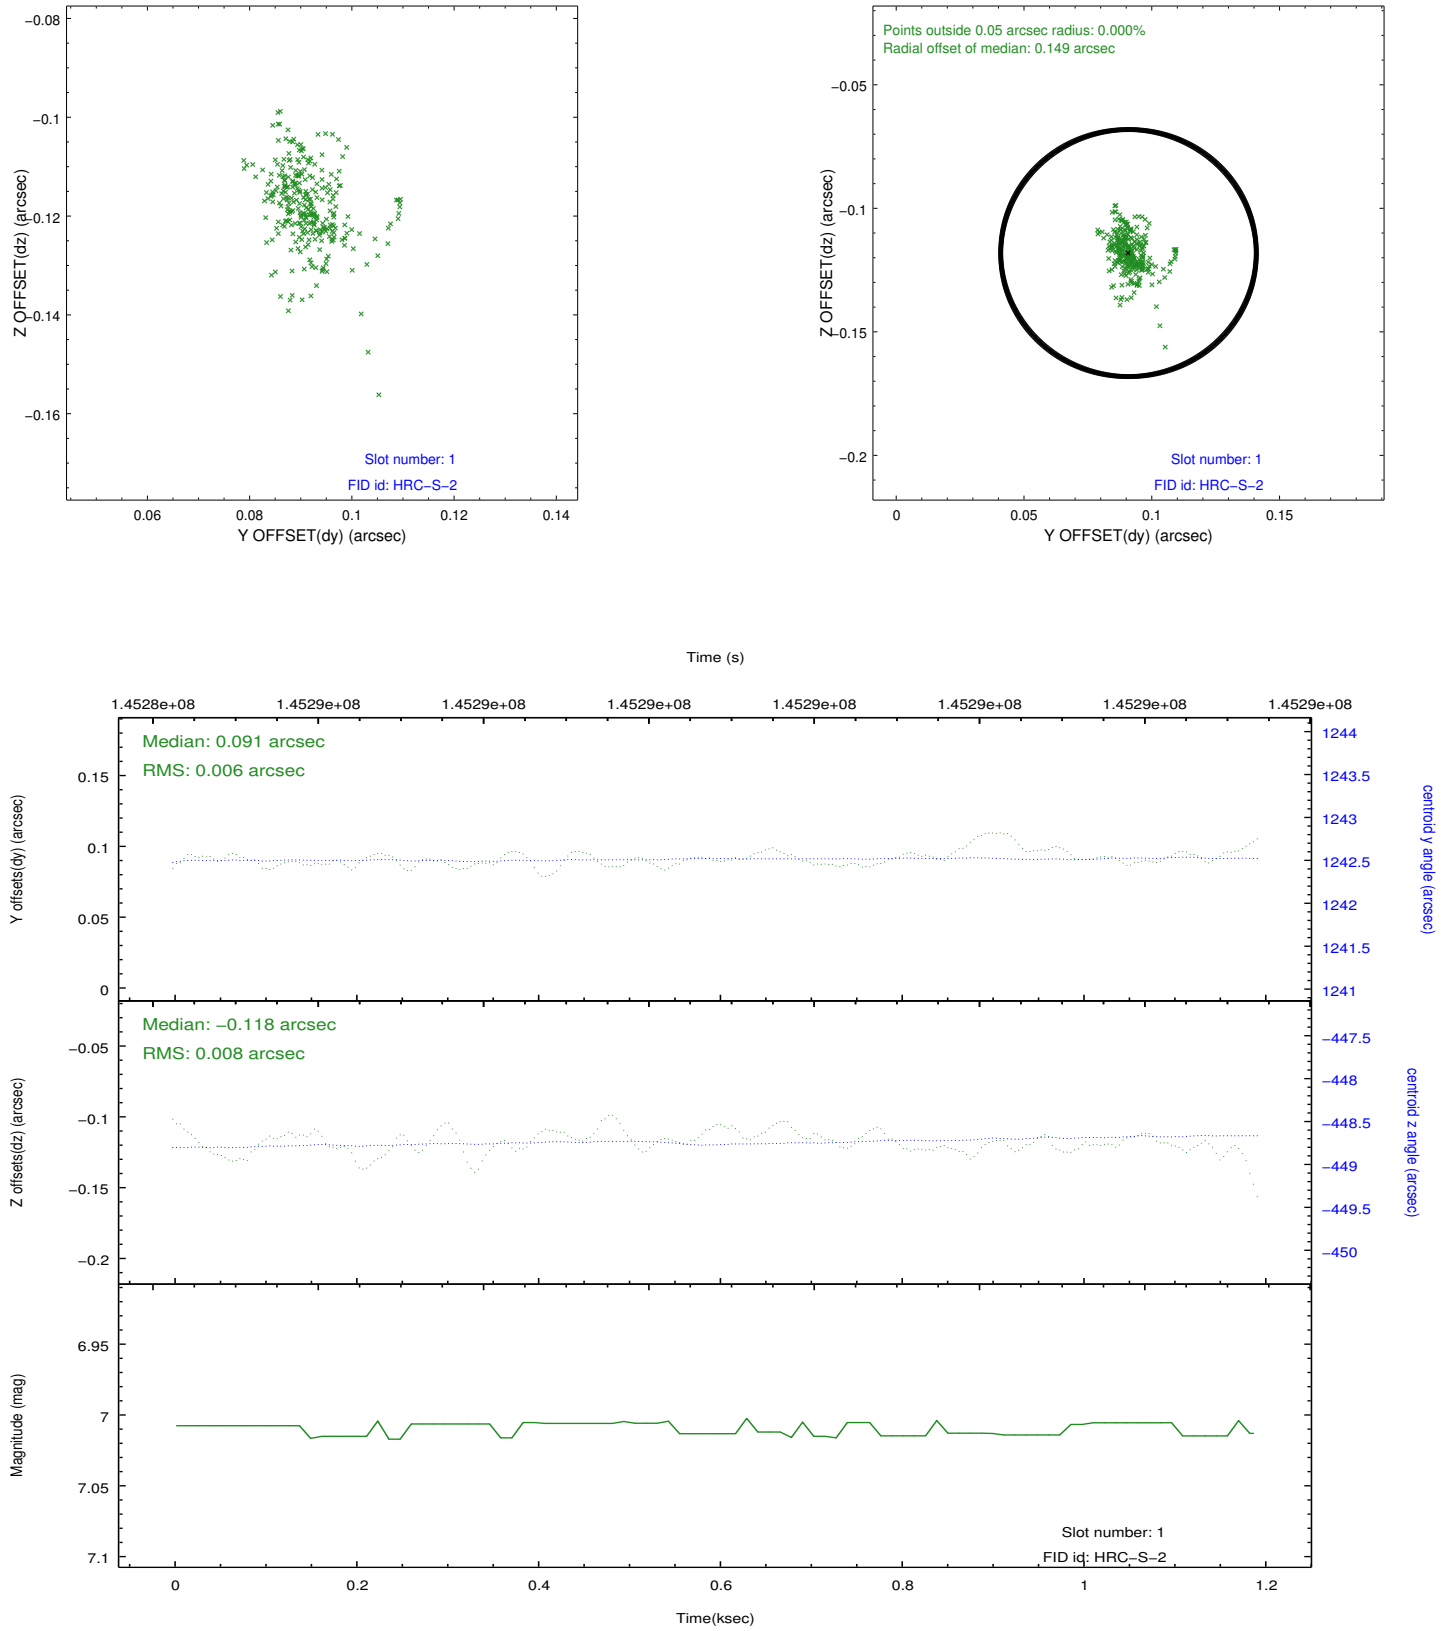 −0.08
−0.1
−0.12
−0.14
−0.16
Z OFFSET(dz) (arcsec)
0.06
0.08
0.1
0.12
0.14
Y OFFSET(dy) (arcsec)
Slot number: 1
FID id: HRC−S−2
Points outside 0.05 arcsec radius: 0.000%
Radial offset of median: 0.149 arcsec
−0.05
−0.1
−0.15
−0.2
Z OFFSET(dz) (arcsec)
0
0.05
0.1
0.15
Y OFFSET(dy) (arcsec)
Slot number: 1
FID id: HRC−S−2
Time (s)
1.4528e+08
1.4529e+08
1.4529e+08
1.4529e+08
1.4529e+08
1.4529e+08
1.4529e+08
1.4529e+08
Median: 0.091 arcsec
RMS: 0.006 arcsec
0.15
0.1
0.05
0
Y offsets(dy) (arcsec)
1244
1243.5
1243
1242.5
1242
1241.5
1241
centroid y angle (arcsec)
Median: −0.118 arcsec
RMS: 0.008 arcsec
−0.05
−0.1
−0.15
−0.2
Z offsets(dz) (arcsec)
−447.5
−448
−448.5
−449
−449.5
−450
centroid z angle (arcsec)
6.95
7
7.05
7.1
Magnitude (mag)
Slot number: 1
FID id: HRC−S−2
0
0.2
0.4
0.6
0.8
1
1.2
Time(ksec)